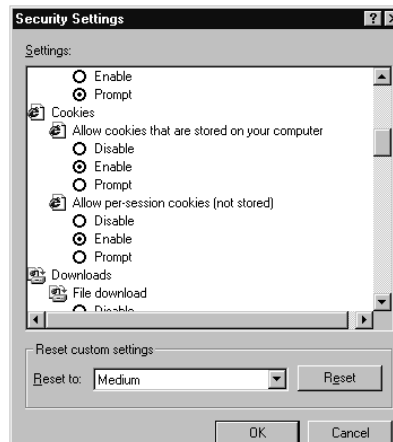 Security Settings
Settings:
Enable
Prompt
Cookies
Allow cookies that are stored on your computer
Disable
Enable
Prompt
Allow per-session cookies (not stored)
Disable
Enable
Prompt
Downloads
File download
Disable
Reset custom settings
Reset to: Medium Reset
OK Cancel